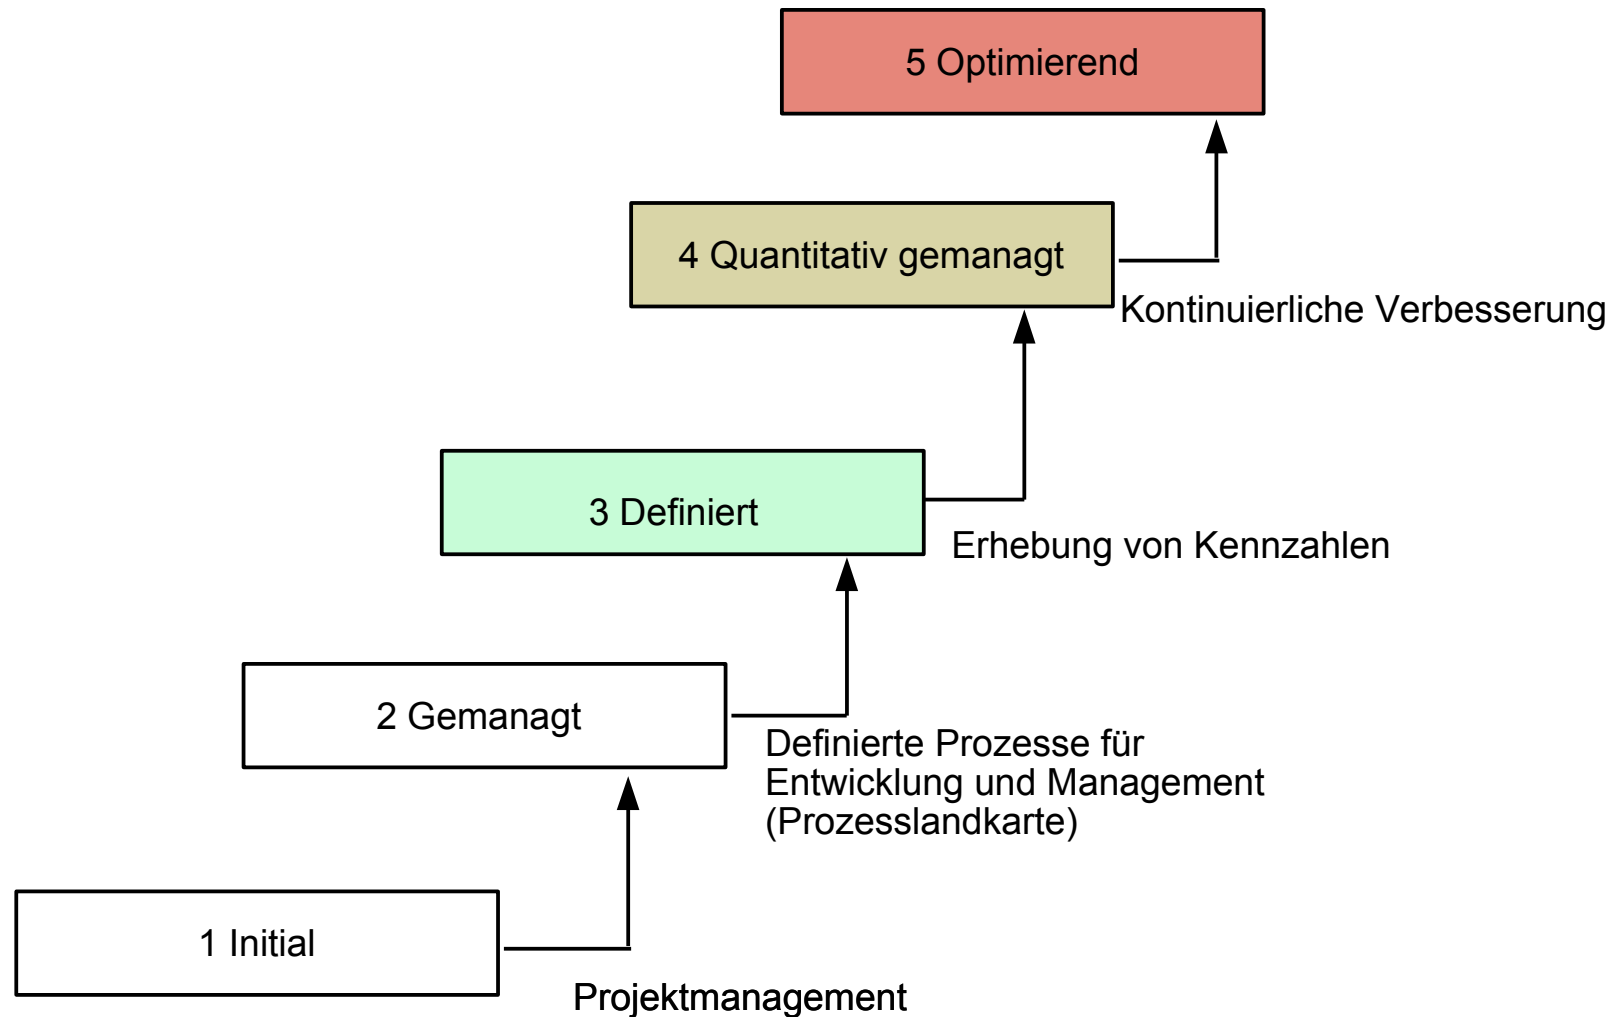 5 Optimierend
4 Quantitativ gemanagt
Kontinuierliche Verbesserung
3 Definiert
Erhebung von Kennzahlen
2 Gemanagt
Definierte Prozesse für
Entwicklung und Management
(Prozesslandkarte)
1 Initial
Projektmanagement